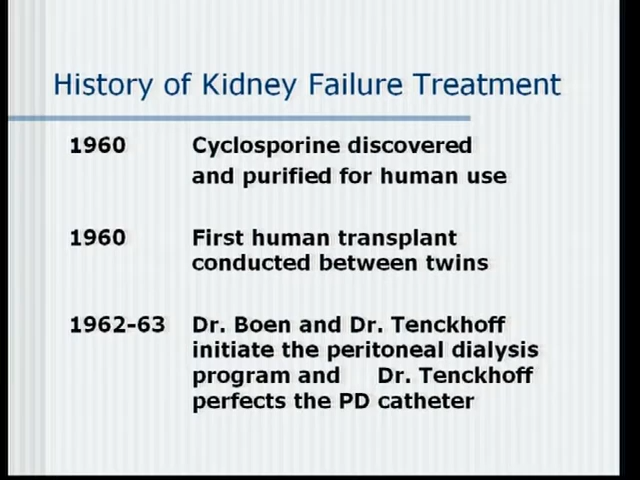 History of Kidney Failure Treatment
1960 Cyclosporine discovered
and purified for human use
1960 First human transplant
conducted between twins
1962-63 Dr. Boen and Dr. Tenckhoff
initiate the peritoneal dialysis
program and Dr. Tenckhoff
perfects the PD catheter